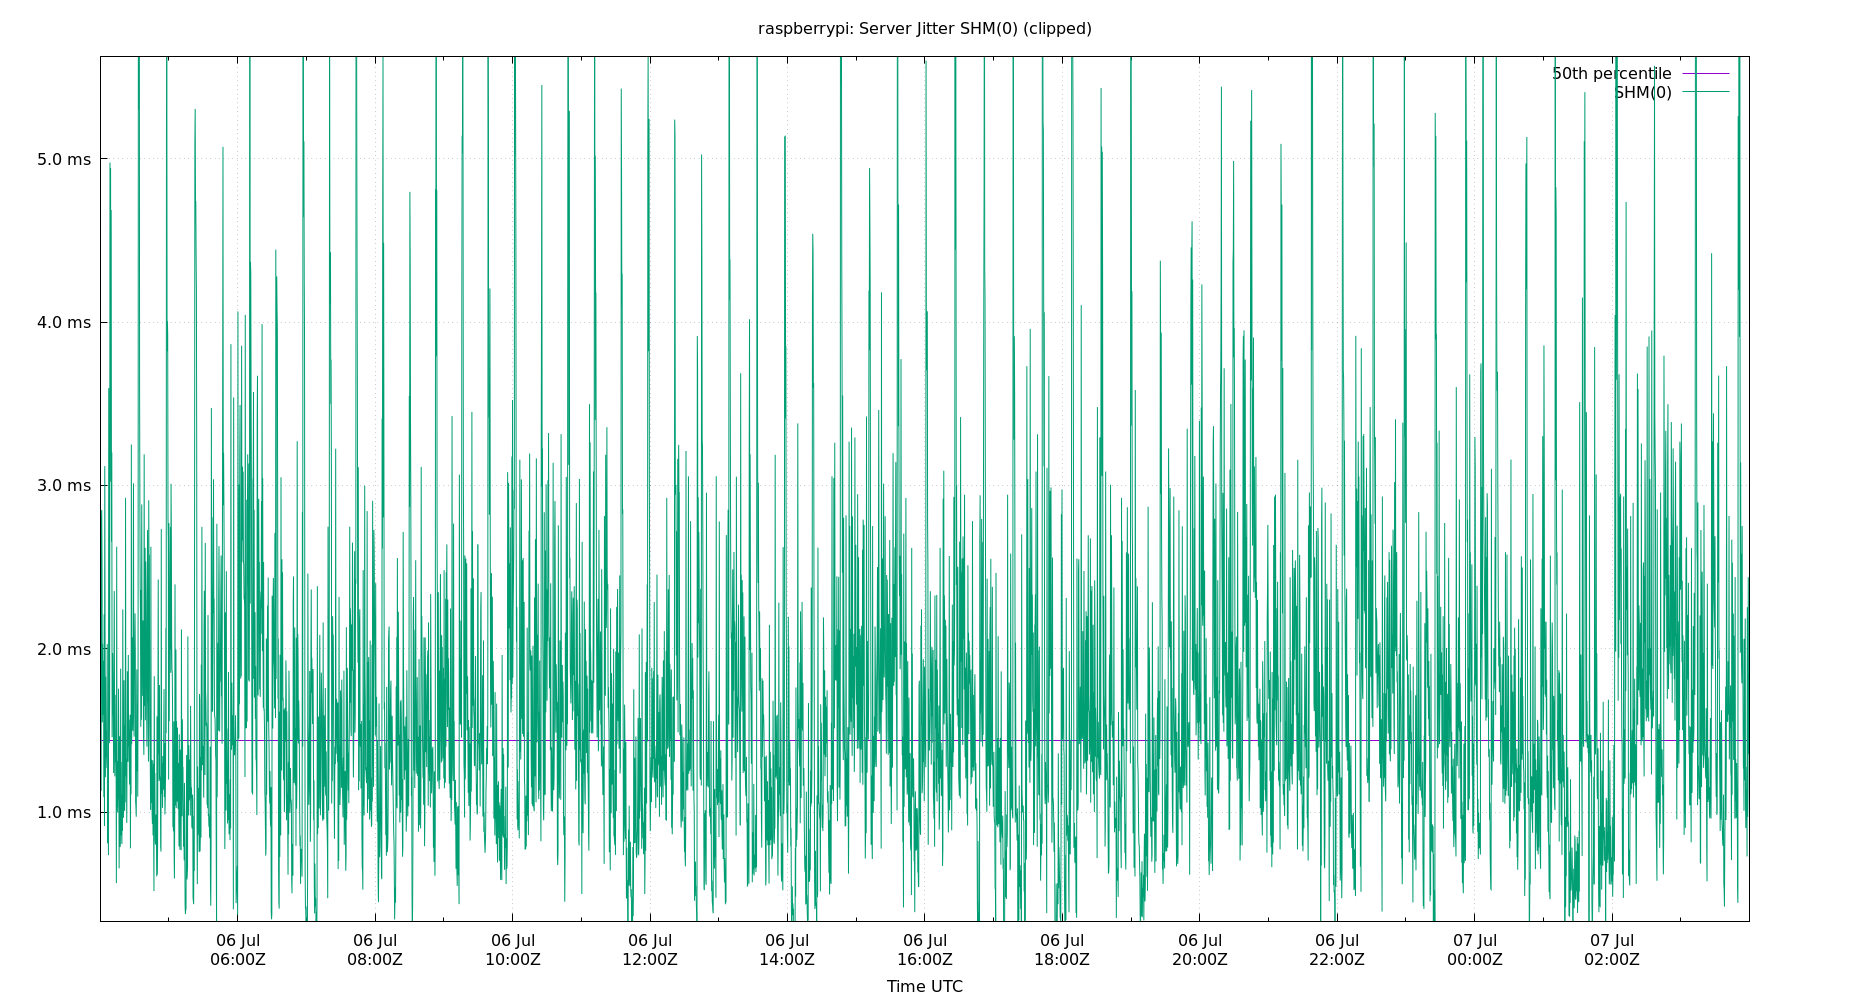 raspberrypi: Server Jitter SHM(0) (clipped)
50th percentile
SHM(0)
5.0 ms
4.0 ms
3.0 ms
2.0 ms
1.0 ms
06 Jul 06 Jul 06 Jul 06 Jul 06 Jul 06 Jul 06 Jul 06 Jul 06 Jul 07 Jul 07 Jul
06:00Z 08:00Z 10:00Z 12:00Z 14:00Z 16:00Z 18:00Z 20:00Z 22:00Z 00:00Z 02:00Z
Time UTC